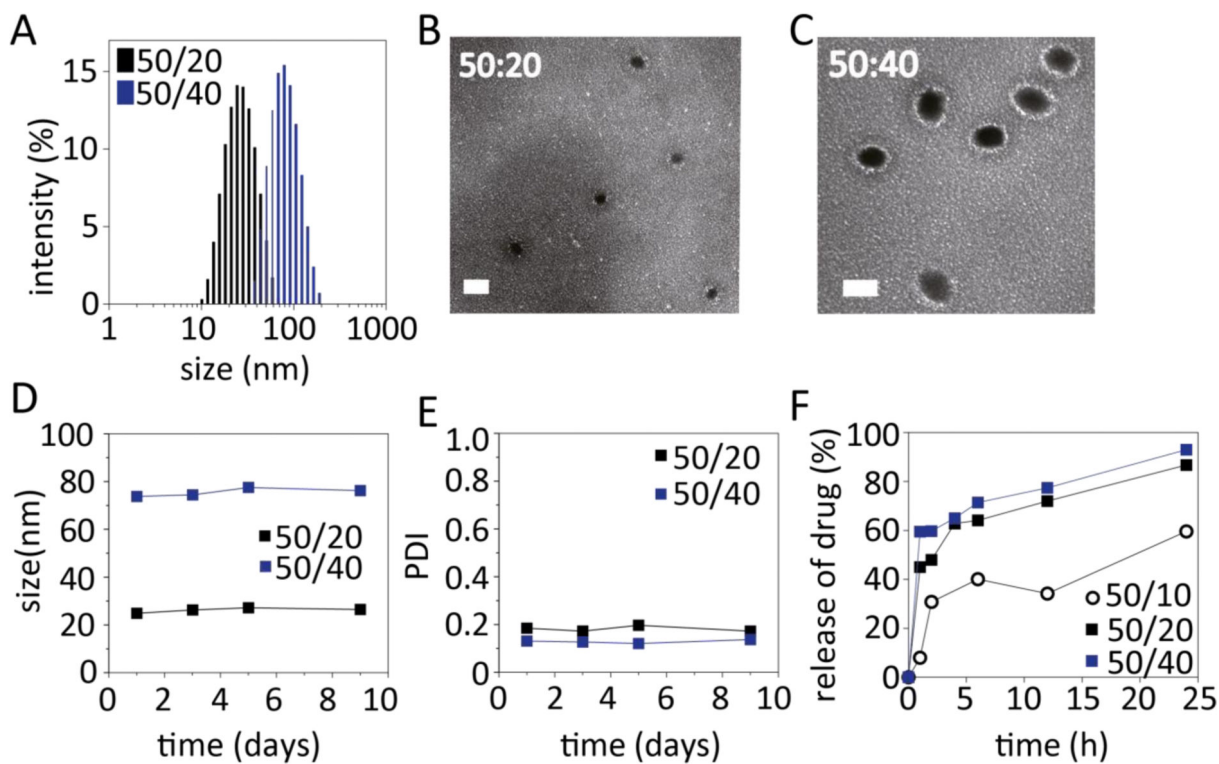 A
50/20
50/40
15
10
5
0
intensity (%)
1
10
100
1000
size (nm)
B
50:20
C
50:40
D
100
80
60
40
20
0
size(nm)
50/20
50/40
0 2 4 6 8 10
time (days)
E
1.0
0.8
0.6
0.4
0.2
0
PDI
50/20
50/40
0 2 4 6 8 10
time (days)
F
100
80
60
40
20
0
release of drug (%)
50/10
50/20
50/40
0 5 10 15 20 25
time (h)